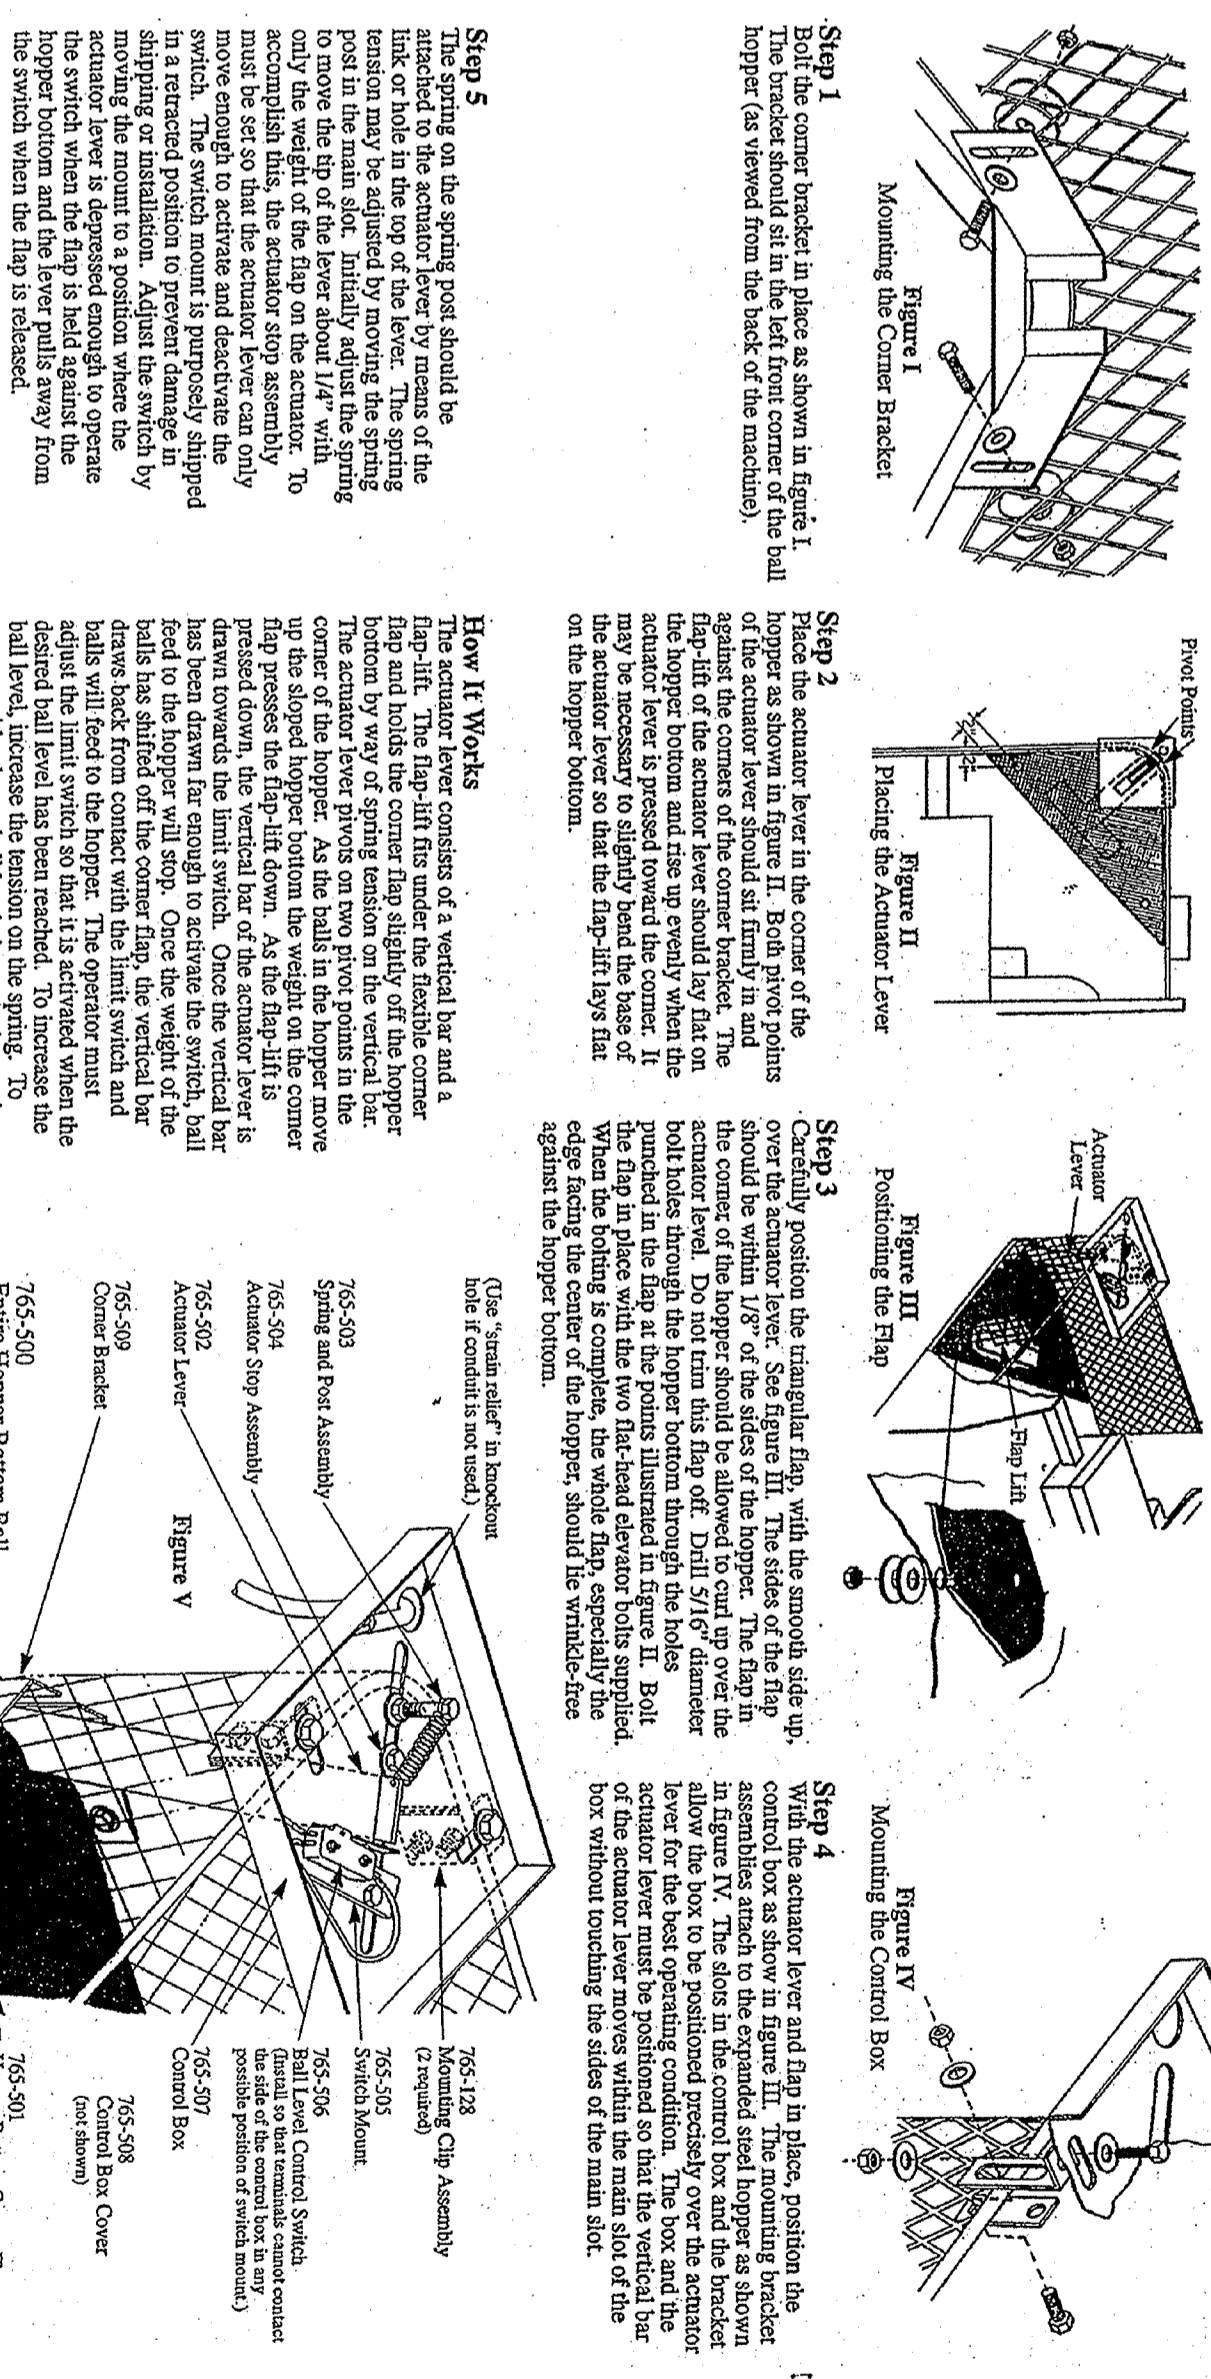 Figure I
Mounting the Corner Bracket
Step 1
Bolt the corner bracket in place as shown in figure I.
The bracket should sit in the left front corner of the ball
hopper (as viewed from the back of the machine).
Pivot Points
1/2"
1/2"
Figure II
Placing the Actuator Lever
Step 2
Place the actuator lever in the corner of the
hopper as shown in figure II. Both pivot points
of the actuator lever should sit firmly in and
against the corners of the corner bracket. The
flap-lift of the actuator lever should lay flat on
the hopper bottom and rise up evenly when the
actuator lever is pressed toward the corner. It
may be necessary to slightly bend the base of
the actuator lever so that the flap-lift lays flat
on the hopper bottom.
Actuator
Lever
Flap Lift
Figure III
Positioning the Flap
Step 3
Carefully position the triangular flap, with the smooth side up,
over the actuator lever. See figure III. The sides of the flap
should be within 1/8" of the sides of the hopper. The flap in
the corner of the hopper should be allowed to curl up over the
actuator level. Do not trim this flap off. Drill 5/16" diameter
bolt holes through the hopper bottom through the holes
punched in the flap at the points illustrated in figure II. Bolt
the flap in place with the two flat-head elevator bolts supplied.
When the bolting is complete, the whole flap, especially the
edge facing the center of the hopper, should lie wrinkle-free
against the hopper bottom.
Figure IV
Mounting the Control Box
Step 4
With the actuator lever and flap in place, position the
control box as show in figure III. The mounting bracket
assemblies attach to the expanded steel hopper as shown
in figure IV. The slots in the control box and the bracket
allow the box to be positioned precisely over the actuator
lever for the best operating condition. The box and the
actuator lever must be positioned so that the vertical bar
of the actuator lever moves within the main slot of the
box without touching the sides of the main slot.
Step 5
The spring on the spring post should be
attached to the actuator lever by means of the
link or hole in the top of the lever. The spring
tension may be adjusted by moving the spring
post in the main slot. Initially adjust the spring
to move the tip of the lever about 1/4" with
only the weight of the flap on the actuator. To
accomplish this, the actuator stop assembly
must be set so that the actuator lever can only
move enough to activate and deactivate the
switch. The switch mount is purposely shipped
in a retracted position to prevent damage in
shipping or installation. Adjust the switch by
moving the mount to a position where the
actuator lever is depressed enough to operate
the switch when the flap is held against the
hopper bottom and the lever pulls away from
the switch when the flap is released.
How It Works
The actuator lever consists of a vertical bar and a
flap-lift. The flap-lift fits under the flexible corner
flap and holds the corner flap slightly off the hopper
bottom by way of spring tension on the vertical bar.
The actuator lever pivots on two pivot points in the
corner of the hopper. As the balls in the hopper move
up the sloped hopper bottom the weight on the corner
flap presses the flap-lift down. As the flap-lift is
pressed down, the vertical bar of the actuator lever is
drawn towards the limit switch. Once the vertical bar
has been drawn far enough to activate the switch, ball
feed to the hopper will stop. Once the weight of the
balls has shifted off the corner flap, the vertical bar
draws back from contact with the limit switch and
balls will feed to the hopper. The operator must
adjust the limit switch so that it is activated when the
desired ball level has been reached. To increase the
ball level, increase the tension on the spring. To
(Use "strain relief" in knockout
hole if conduit is not used.)
765-503
Spring and Post Assembly
765-504
Actuator Stop Assembly
765-502
Actuator Lever
765-509
Corner Bracket
765-500
Figure V
765-128
Mounting Clip Assembly
(2 required)
765-505
Switch Mount
765-506
Ball Level Control Switch
(Install so that terminals cannot contact
the side of the control box in any
possible position of switch mount.)
765-507
Control Box
765-508
Control Box Cover
(not shown)
765-501